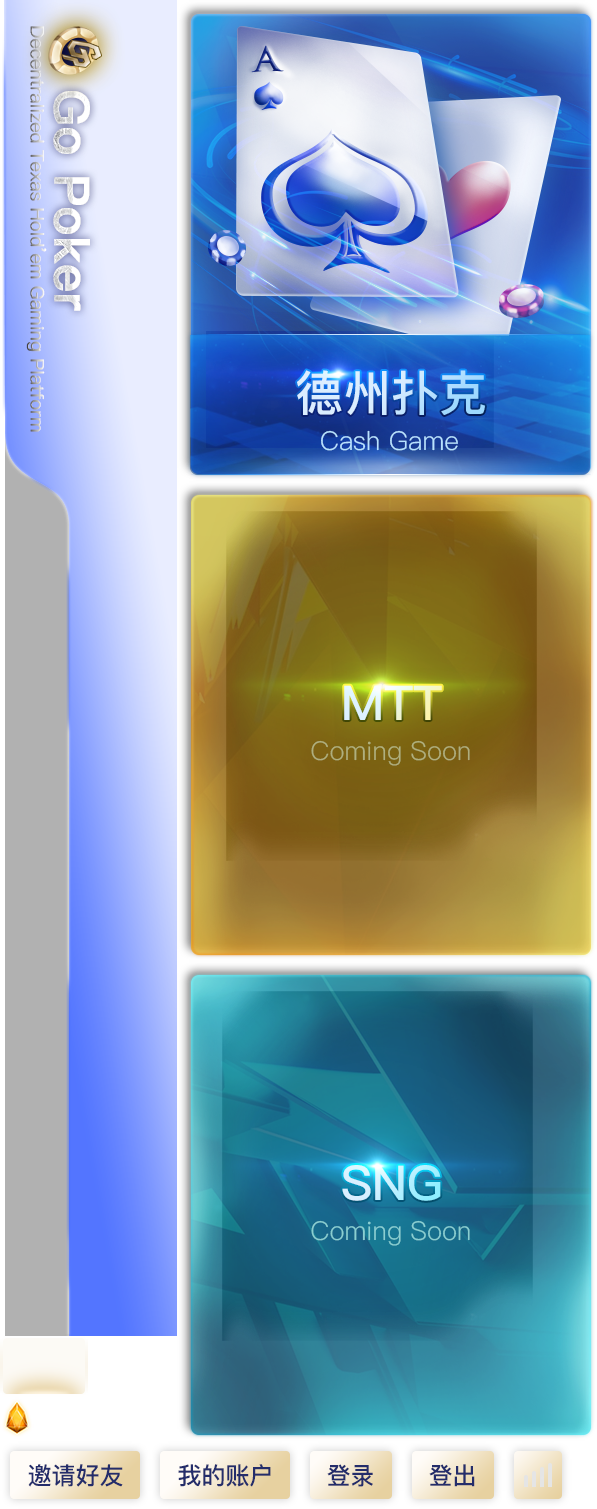 Go Poker
Decentralized Texas Hold'em Gaming Platform
A
德州扑克
Cash Game
MTT
Coming Soon
SNG
Coming Soon
邀请好友
我的账户
登录
登出